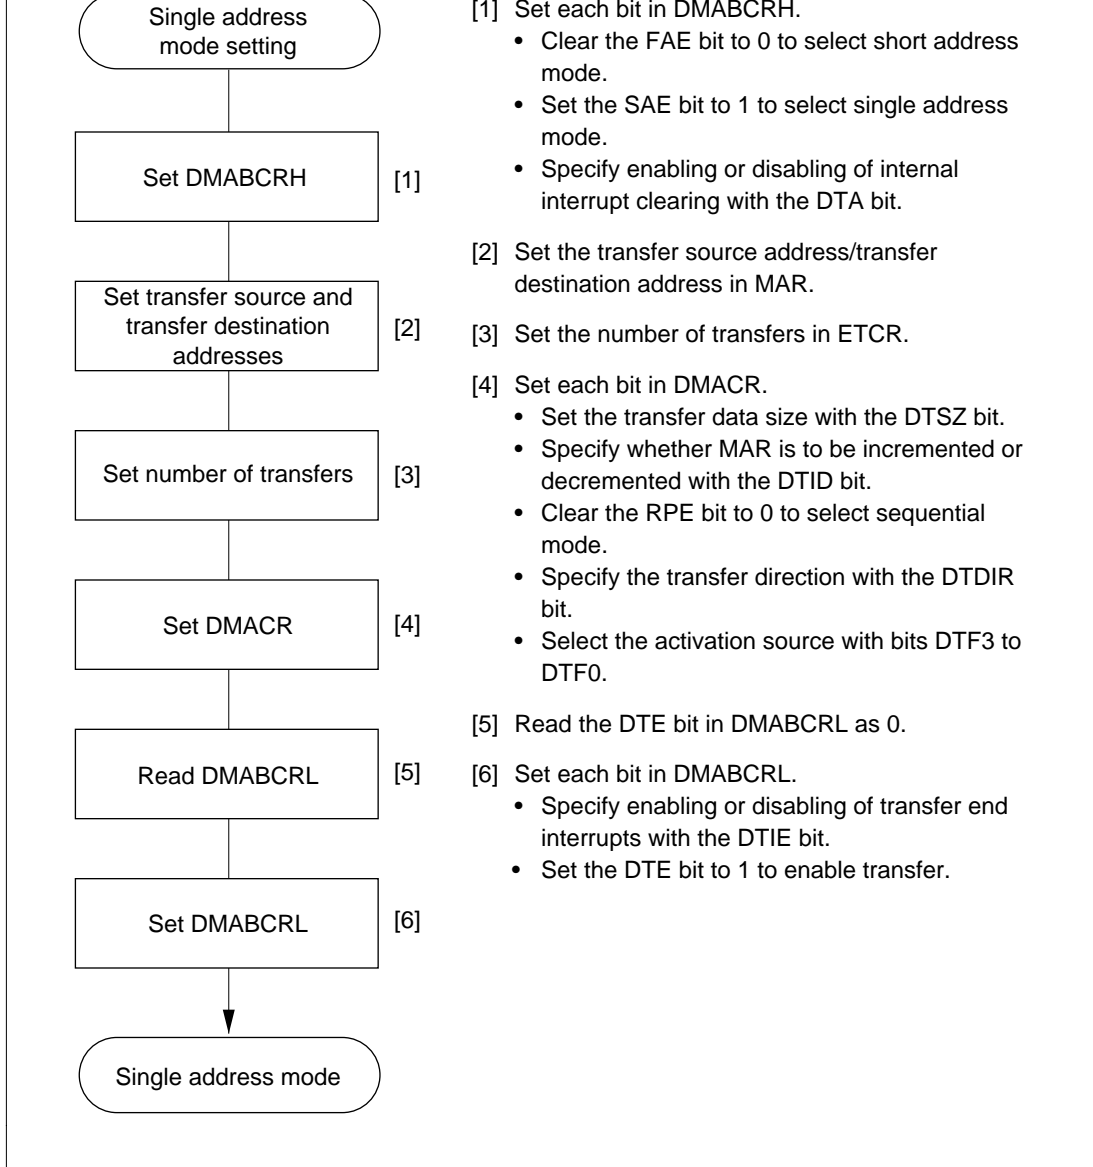 Single address
mode setting
Set DMABCRH
[1]
Set transfer source and
transfer destination
addresses
[2]
Set number of transfers
[3]
Set DMACR
[4]
Read DMABCRL
[5]
Set DMABCRL
[6]
Single address mode
[1] Set each bit in DMABCRH.
• Clear the FAE bit to 0 to select short address
mode.
• Set the SAE bit to 1 to select single address
mode.
• Specify enabling or disabling of internal
interrupt clearing with the DTA bit.
[2] Set the transfer source address/transfer
destination address in MAR.
[3] Set the number of transfers in ETCR.
[4] Set each bit in DMACR.
• Set the transfer data size with the DTSZ bit.
• Specify whether MAR is to be incremented or
decremented with the DTID bit.
• Clear the RPE bit to 0 to select sequential
mode.
• Specify the transfer direction with the DTDIR
bit.
• Select the activation source with bits DTF3 to
DTF0.
[5] Read the DTE bit in DMABCRL as 0.
[6] Set each bit in DMABCRL.
• Specify enabling or disabling of transfer end
interrupts with the DTIE bit.
• Set the DTE bit to 1 to enable transfer.